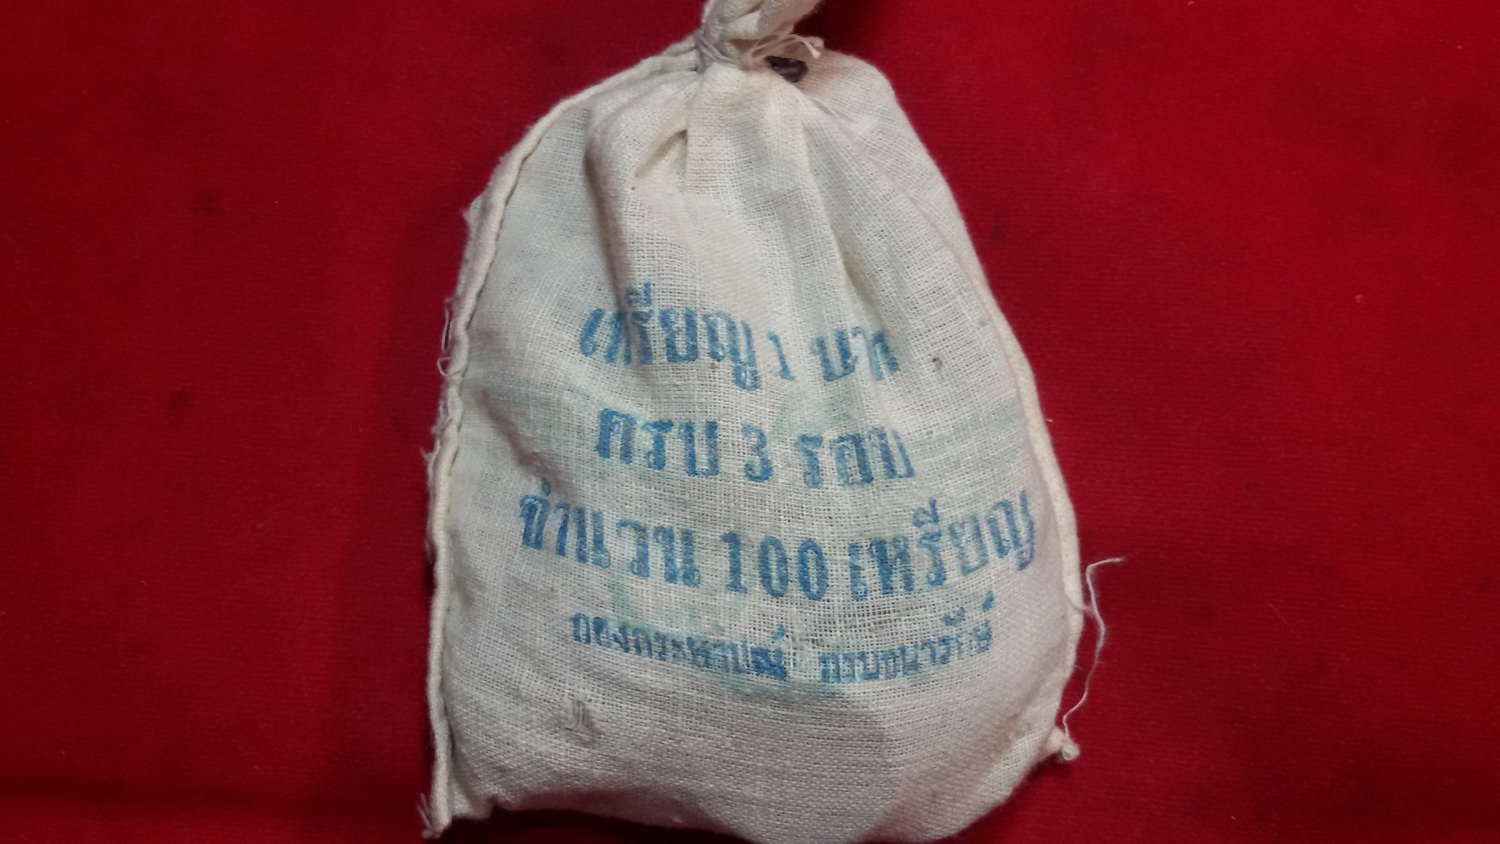 เหรียญ 1 บาท
ครบ 3 รอบ
จำนวน 100 เหรียญ
กองกระษาปณ์ กรมธนารักษ์